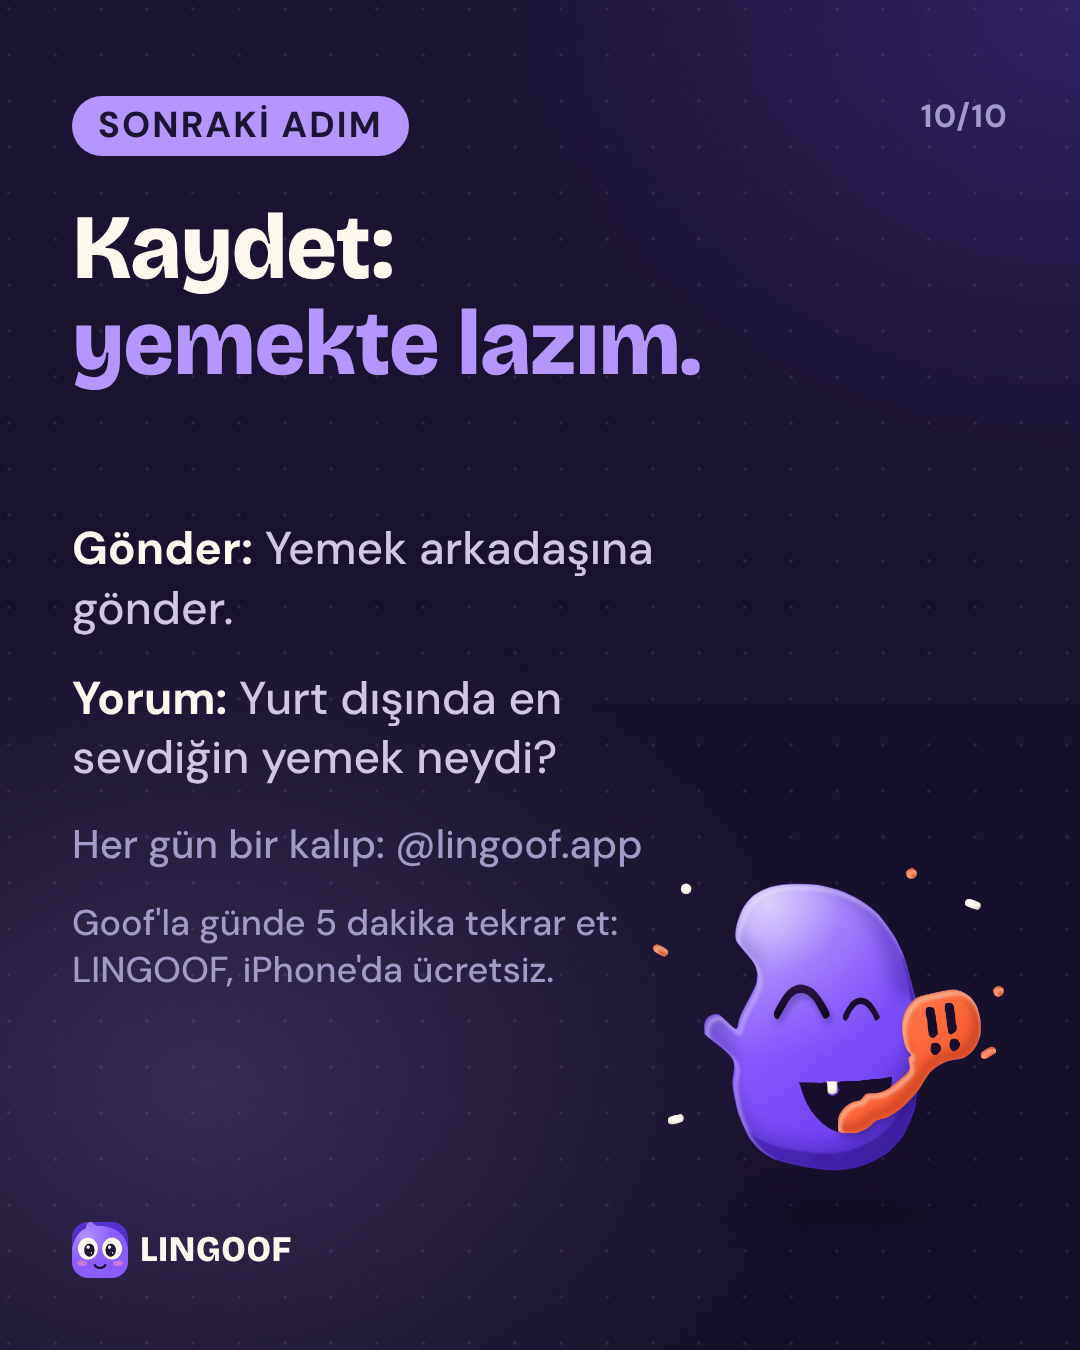 SONRAKİ ADIM
10/10
Kaydet:
yemekte lazım.
Gönder: Yemek arkadaşına
gönder.
Yorum: Yurt dışında en
sevdiğin yemek neydi?
Her gün bir kalıp: @lingoof.app
Goof'la günde 5 dakika tekrar et:
LINGOOF, iPhone'da ücretsiz.
!!
LINGOOF